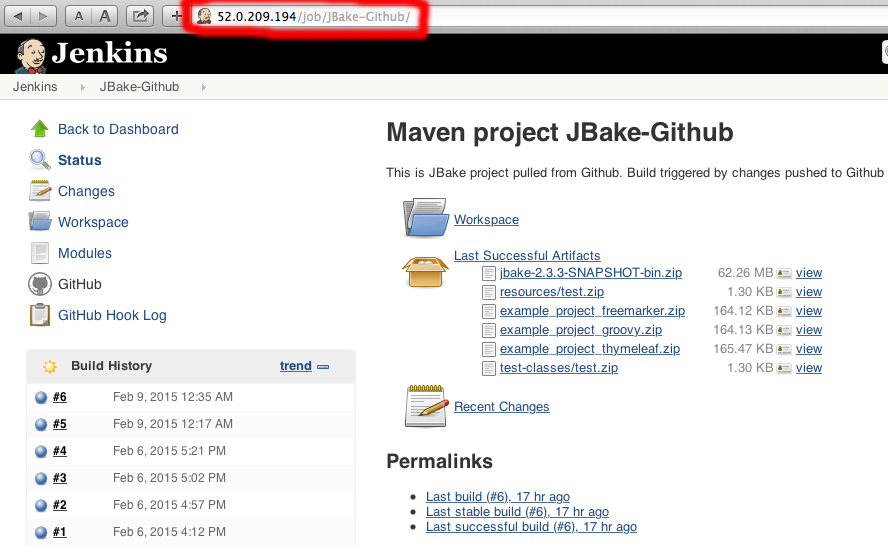 A A + 52.0.209.194/job/JBake-Github/
Jenkins
Jenkins JBake-Github
Back to Dashboard
Status
Changes
Workspace
Modules
GitHub
GitHub Hook Log
Build History trend
#6 Feb 9, 2015 12:35 AM
#5 Feb 9, 2015 12:17 AM
#4 Feb 6, 2015 5:21 PM
#3 Feb 6, 2015 5:02 PM
#2 Feb 6, 2015 4:57 PM
#1 Feb 6, 2015 4:12 PM
Maven project JBake-Github
This is JBake project pulled from Github. Build triggered by changes pushed to Github
Workspace
Last Successful Artifacts
jbake-2.3.3-SNAPSHOT-bin.zip 62.26 MB view
resources/test.zip 1.30 KB view
example_project_freemarker.zip 164.12 KB view
example_project_groovy.zip 164.13 KB view
example_project_thymeleaf.zip 165.47 KB view
test-classes/test.zip 1.30 KB view
Recent Changes
Permalinks
Last build (#6), 17 hr ago
Last stable build (#6), 17 hr ago
Last successful build (#6), 17 hr ago